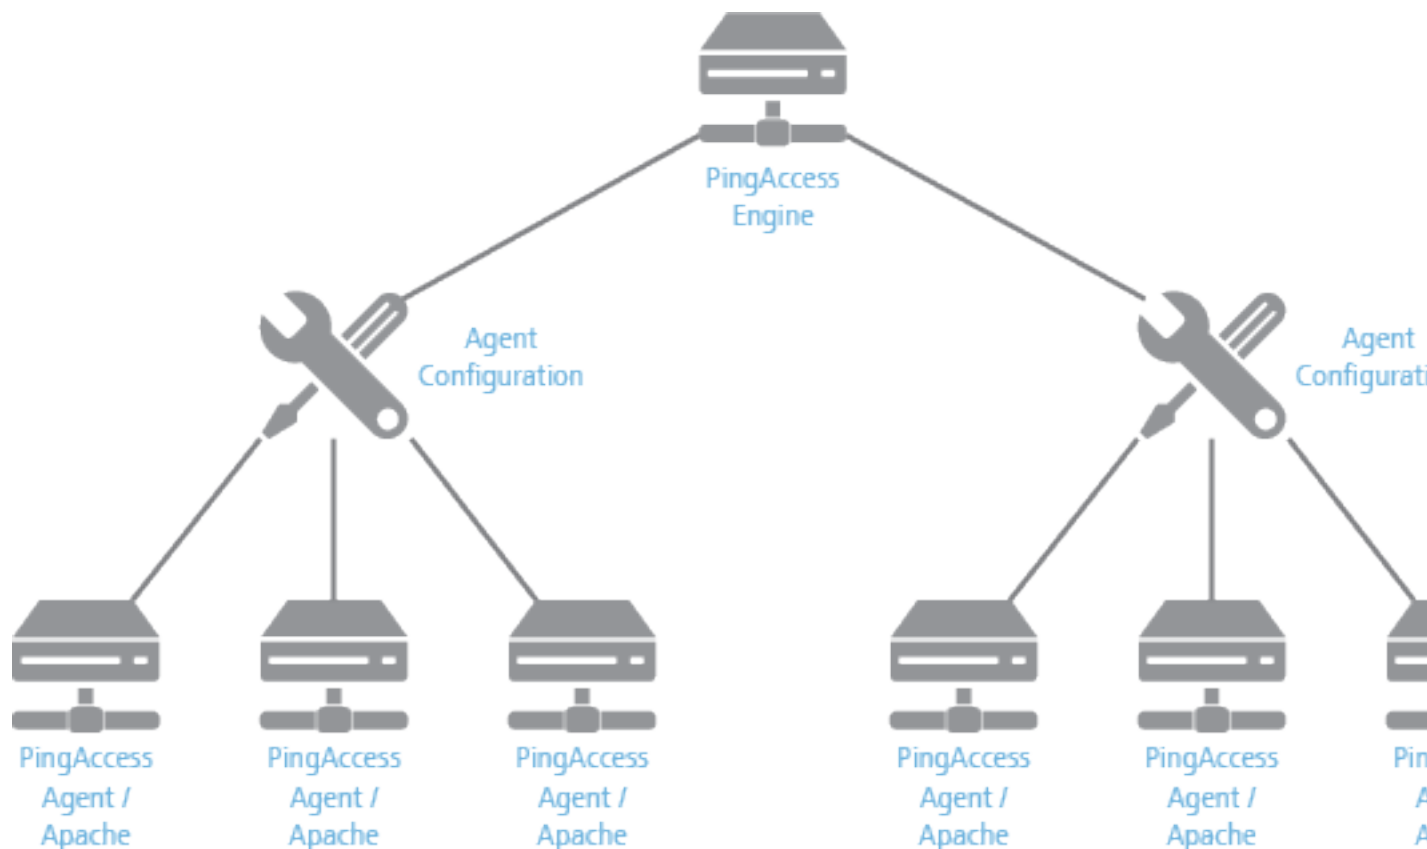 PingAccess
Engine
Agent
Configuration
Agent
PingAccess
Agent /
Apache
PingAccess
Agent /
Apache
PingAccess
Agent /
Apache
PingAccess
Agent /
Apache
PingAccess
Agent /
Apache